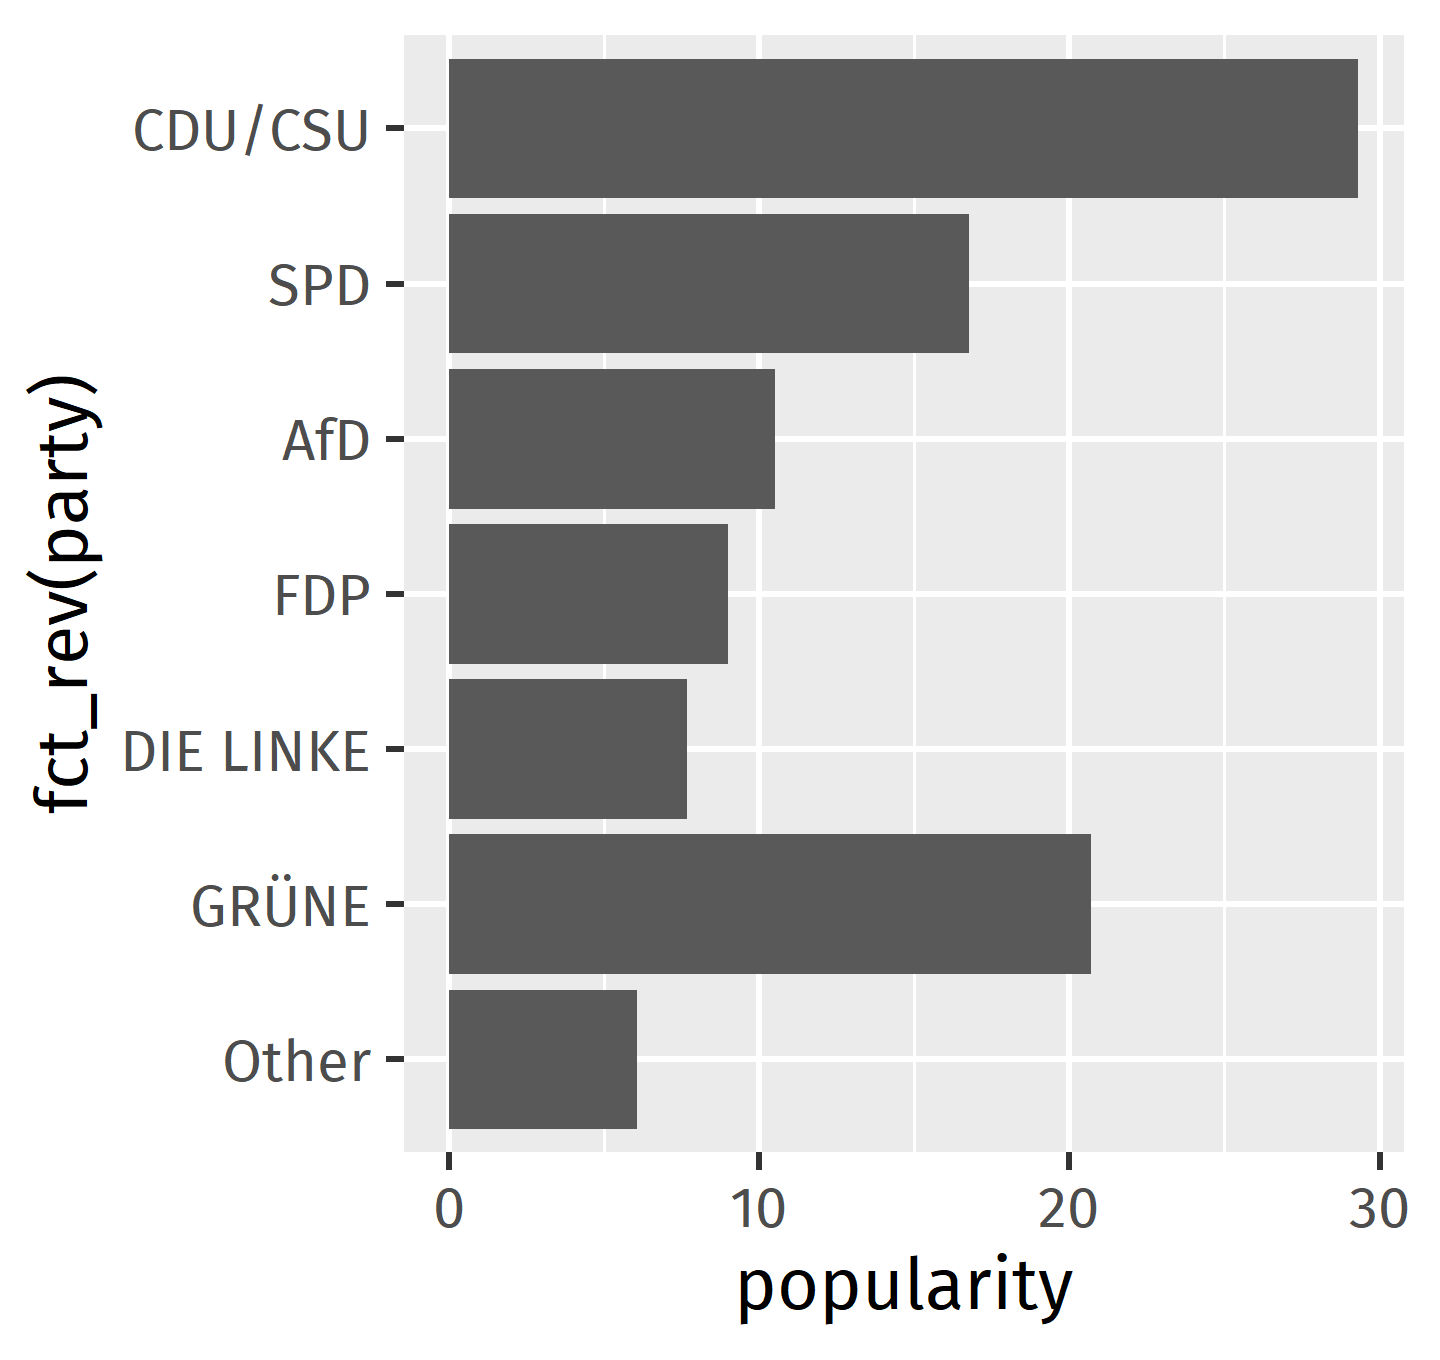 fct_rev(party)
CDU/CSU
SPD
AfD
FDP
DIE LINKE
GRÜNE
Other
0 10 20 30
popularity